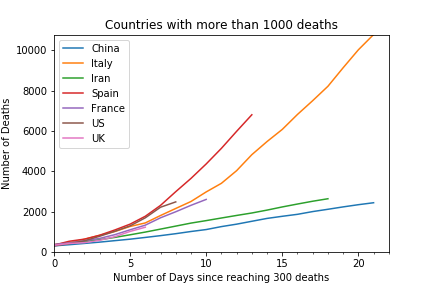 Countries with more than 1000 deaths
China
Italy
Iran
Spain
France
US
UK
Number of Deaths
10000
8000
6000
4000
2000
0
0 5 10 15 20
Number of Days since reaching 300 deaths